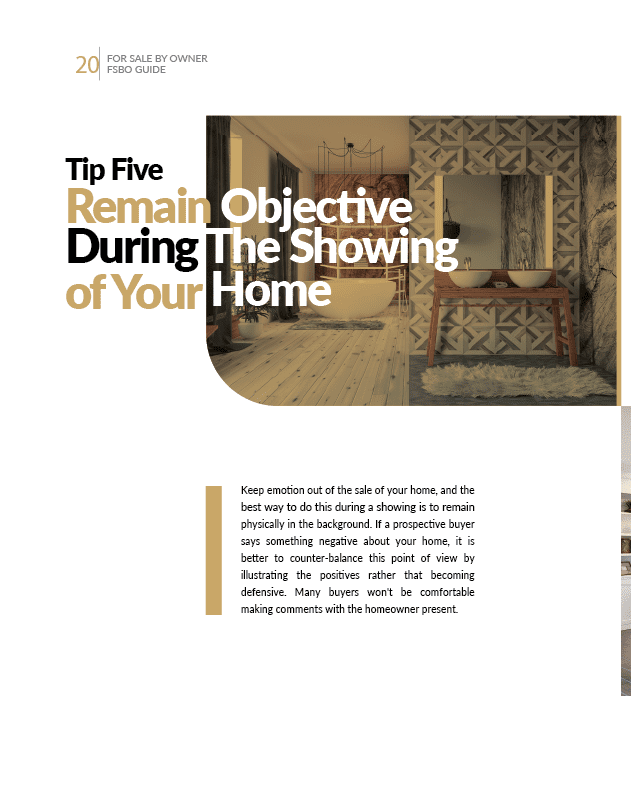 20
FOR SALE BY OWNER
FSBO GUIDE
Tip Five
Remain Objective
During The Showing
of Your Home
Keep emotion out of the sale of your home, and the
best way to do this during a showing is to remain
physically in the background. If a prospective buyer
says something negative about your home, it is
better to counter-balance this point of view by
illustrating the positives rather that becoming
defensive. Many buyers won't be comfortable
making comments with the homeowner present.